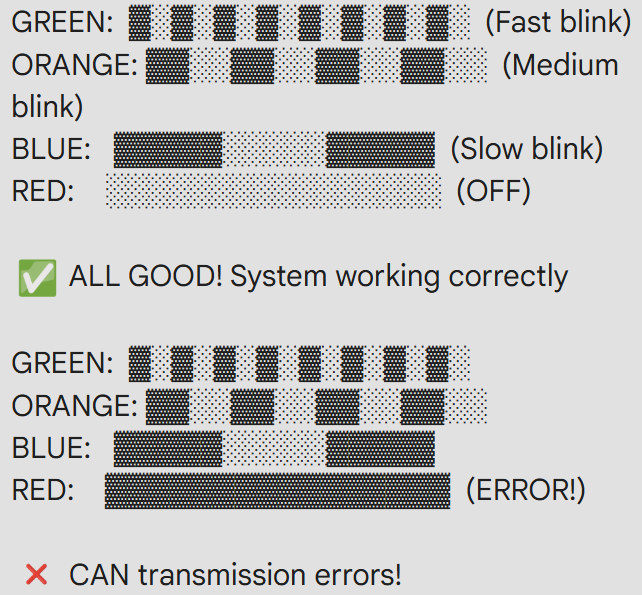 GREEN: ▓░▓░▓░▓░▓░▓░▓░▓░ (Fast blink)
ORANGE: ▓▓░░▓▓░░▓▓░░▓▓░░ (Medium
blink)
BLUE: ▓▓▓▓▓░░░░░▓▓▓▓▓ (Slow blink)
RED: ░░░░░░░░░░░░░░░░ (OFF)
✅ ALL GOOD! System working correctly
GREEN: ▓░▓░▓░▓░▓░▓░▓░▓░
ORANGE: ▓▓░░▓▓░░▓▓░░▓▓░░
BLUE: ▓▓▓▓▓░░░░░▓▓▓▓▓
RED: ▓▓▓▓▓▓▓▓▓▓▓▓▓▓▓▓ (ERROR!)
❌ CAN transmission errors!